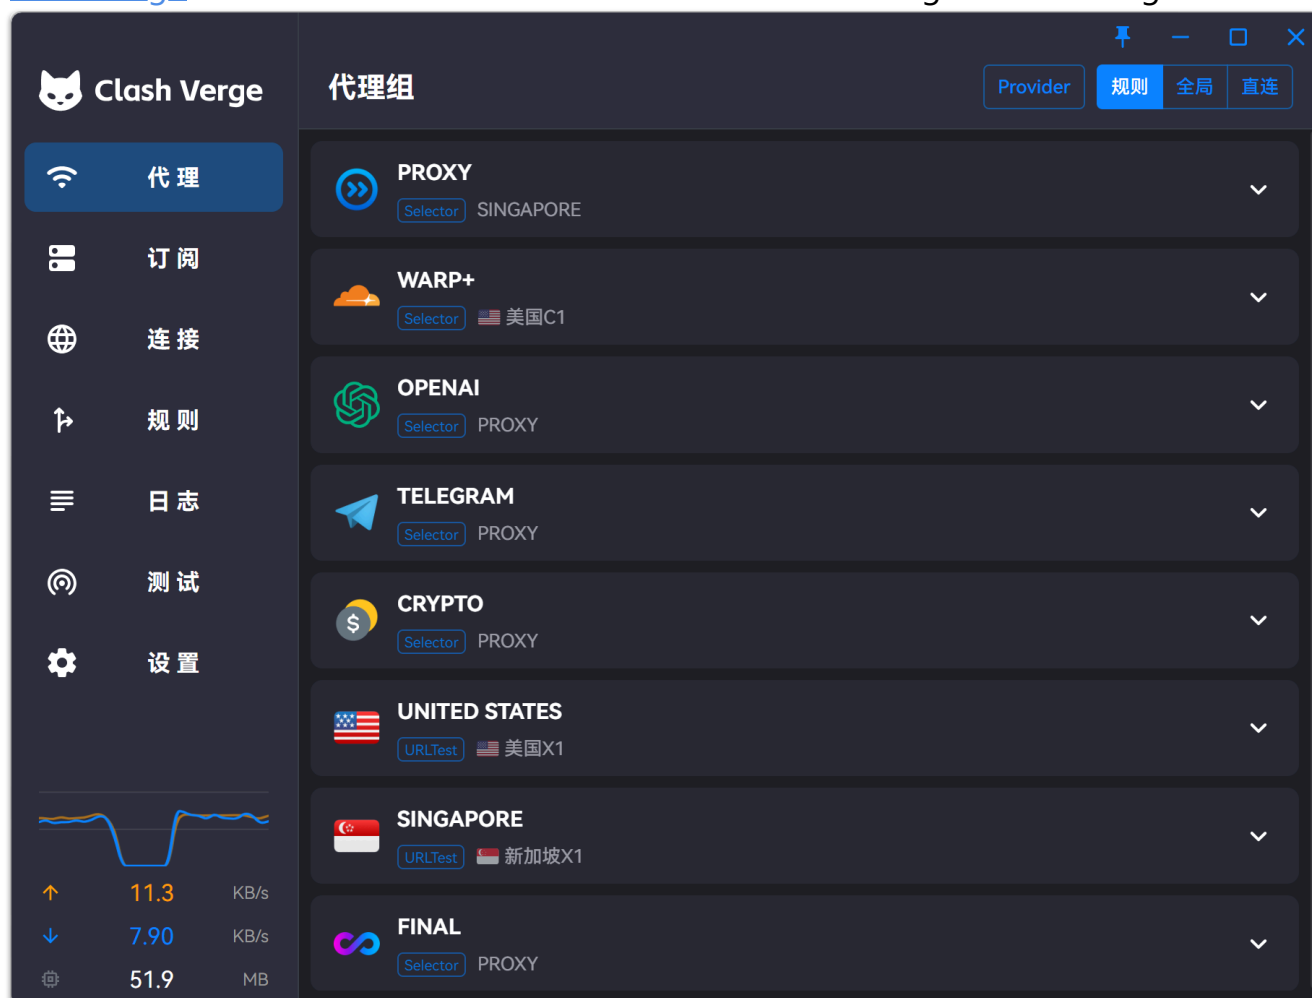 Clash Verge
代理组
Provider
规则
全局
直连
代 理
订 阅
连 接
规 则
日 志
测 试
设 置
11.3 KB/s
7.90 KB/s
51.9 MB
PROXY
Selector SINGAPORE
WARP+
Selector 美国C1
OPENAI
Selector PROXY
TELEGRAM
Selector PROXY
CRYPTO
Selector PROXY
UNITED STATES
URLTest 美国X1
SINGAPORE
URLTest 新加坡X1
FINAL
Selector PROXY